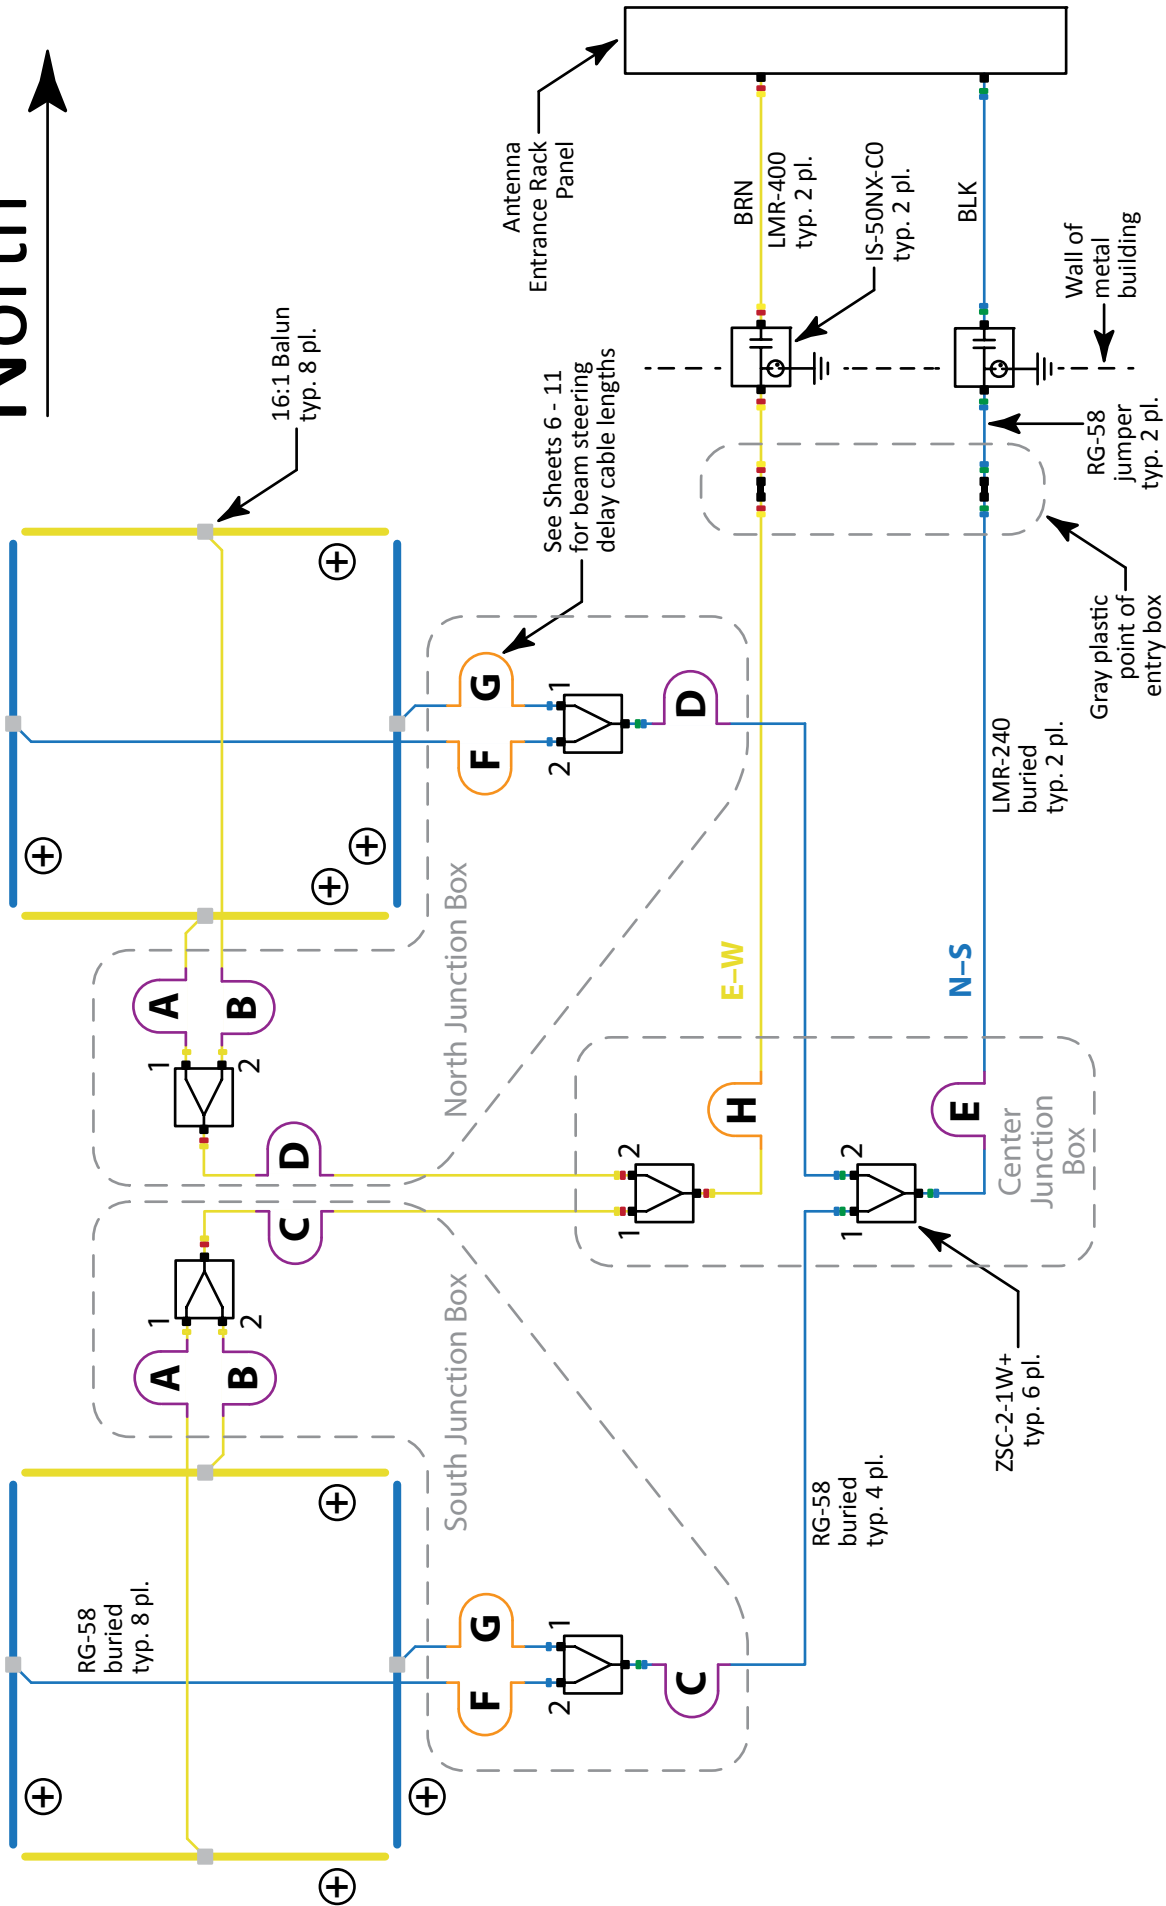 North
16:1 Balun
typ. 8 pl.
Antenna
Entrance Rack
Panel
BRN
LMR-400
typ. 2 pl.
IS-50NX-C0
typ. 2 pl.
BLK
Wall of
metal
building
See Sheets 6 - 11
for beam steering
delay cable lengths
RG-58
jumper
typ. 2 pl.
Gray plastic
point of
entry box
LMR-240
buried
typ. 2 pl.
A
B
1
2
D
North Junction Box
F
G
2
1
D
E–W
N–S
H
E
1
2
1
2
Center
Junction
Box
ZSC-2-1W+
typ. 6 pl.
A
B
1
2
C
South Junction Box
RG-58
buried
typ. 8 pl.
F
G
2
1
C
RG-58
buried
typ. 4 pl.